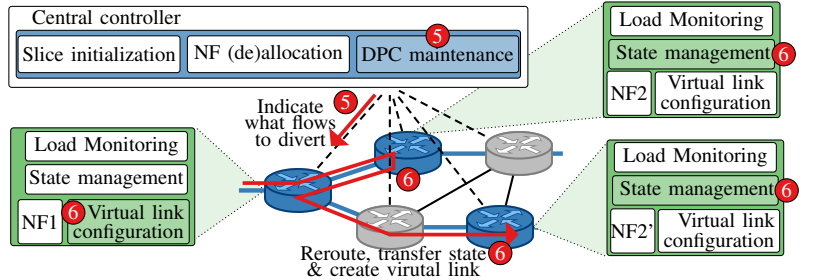 Central controller
Slice initialization
NF (de)allocation
DPC maintenance
5
Load Monitoring
State management
6
NF2
Virtual link
configuration
Indicate
what flows
to divert
5
Load Monitoring
State management
NF1
6
Virtual link
configuration
6
Load Monitoring
State management
6
NF2'
Virtual link
configuration
Reroute, transfer state
& create virutal link
6